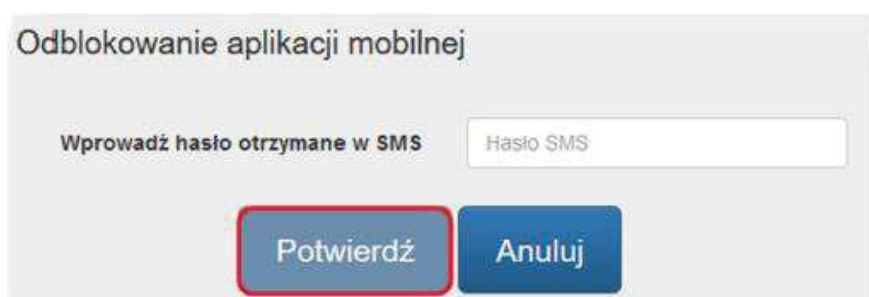 Odblokowanie aplikacji mobilnej
Wprowadź hasło otrzymane w SMS
Hasło SMS
Potwierdź
Anuluj